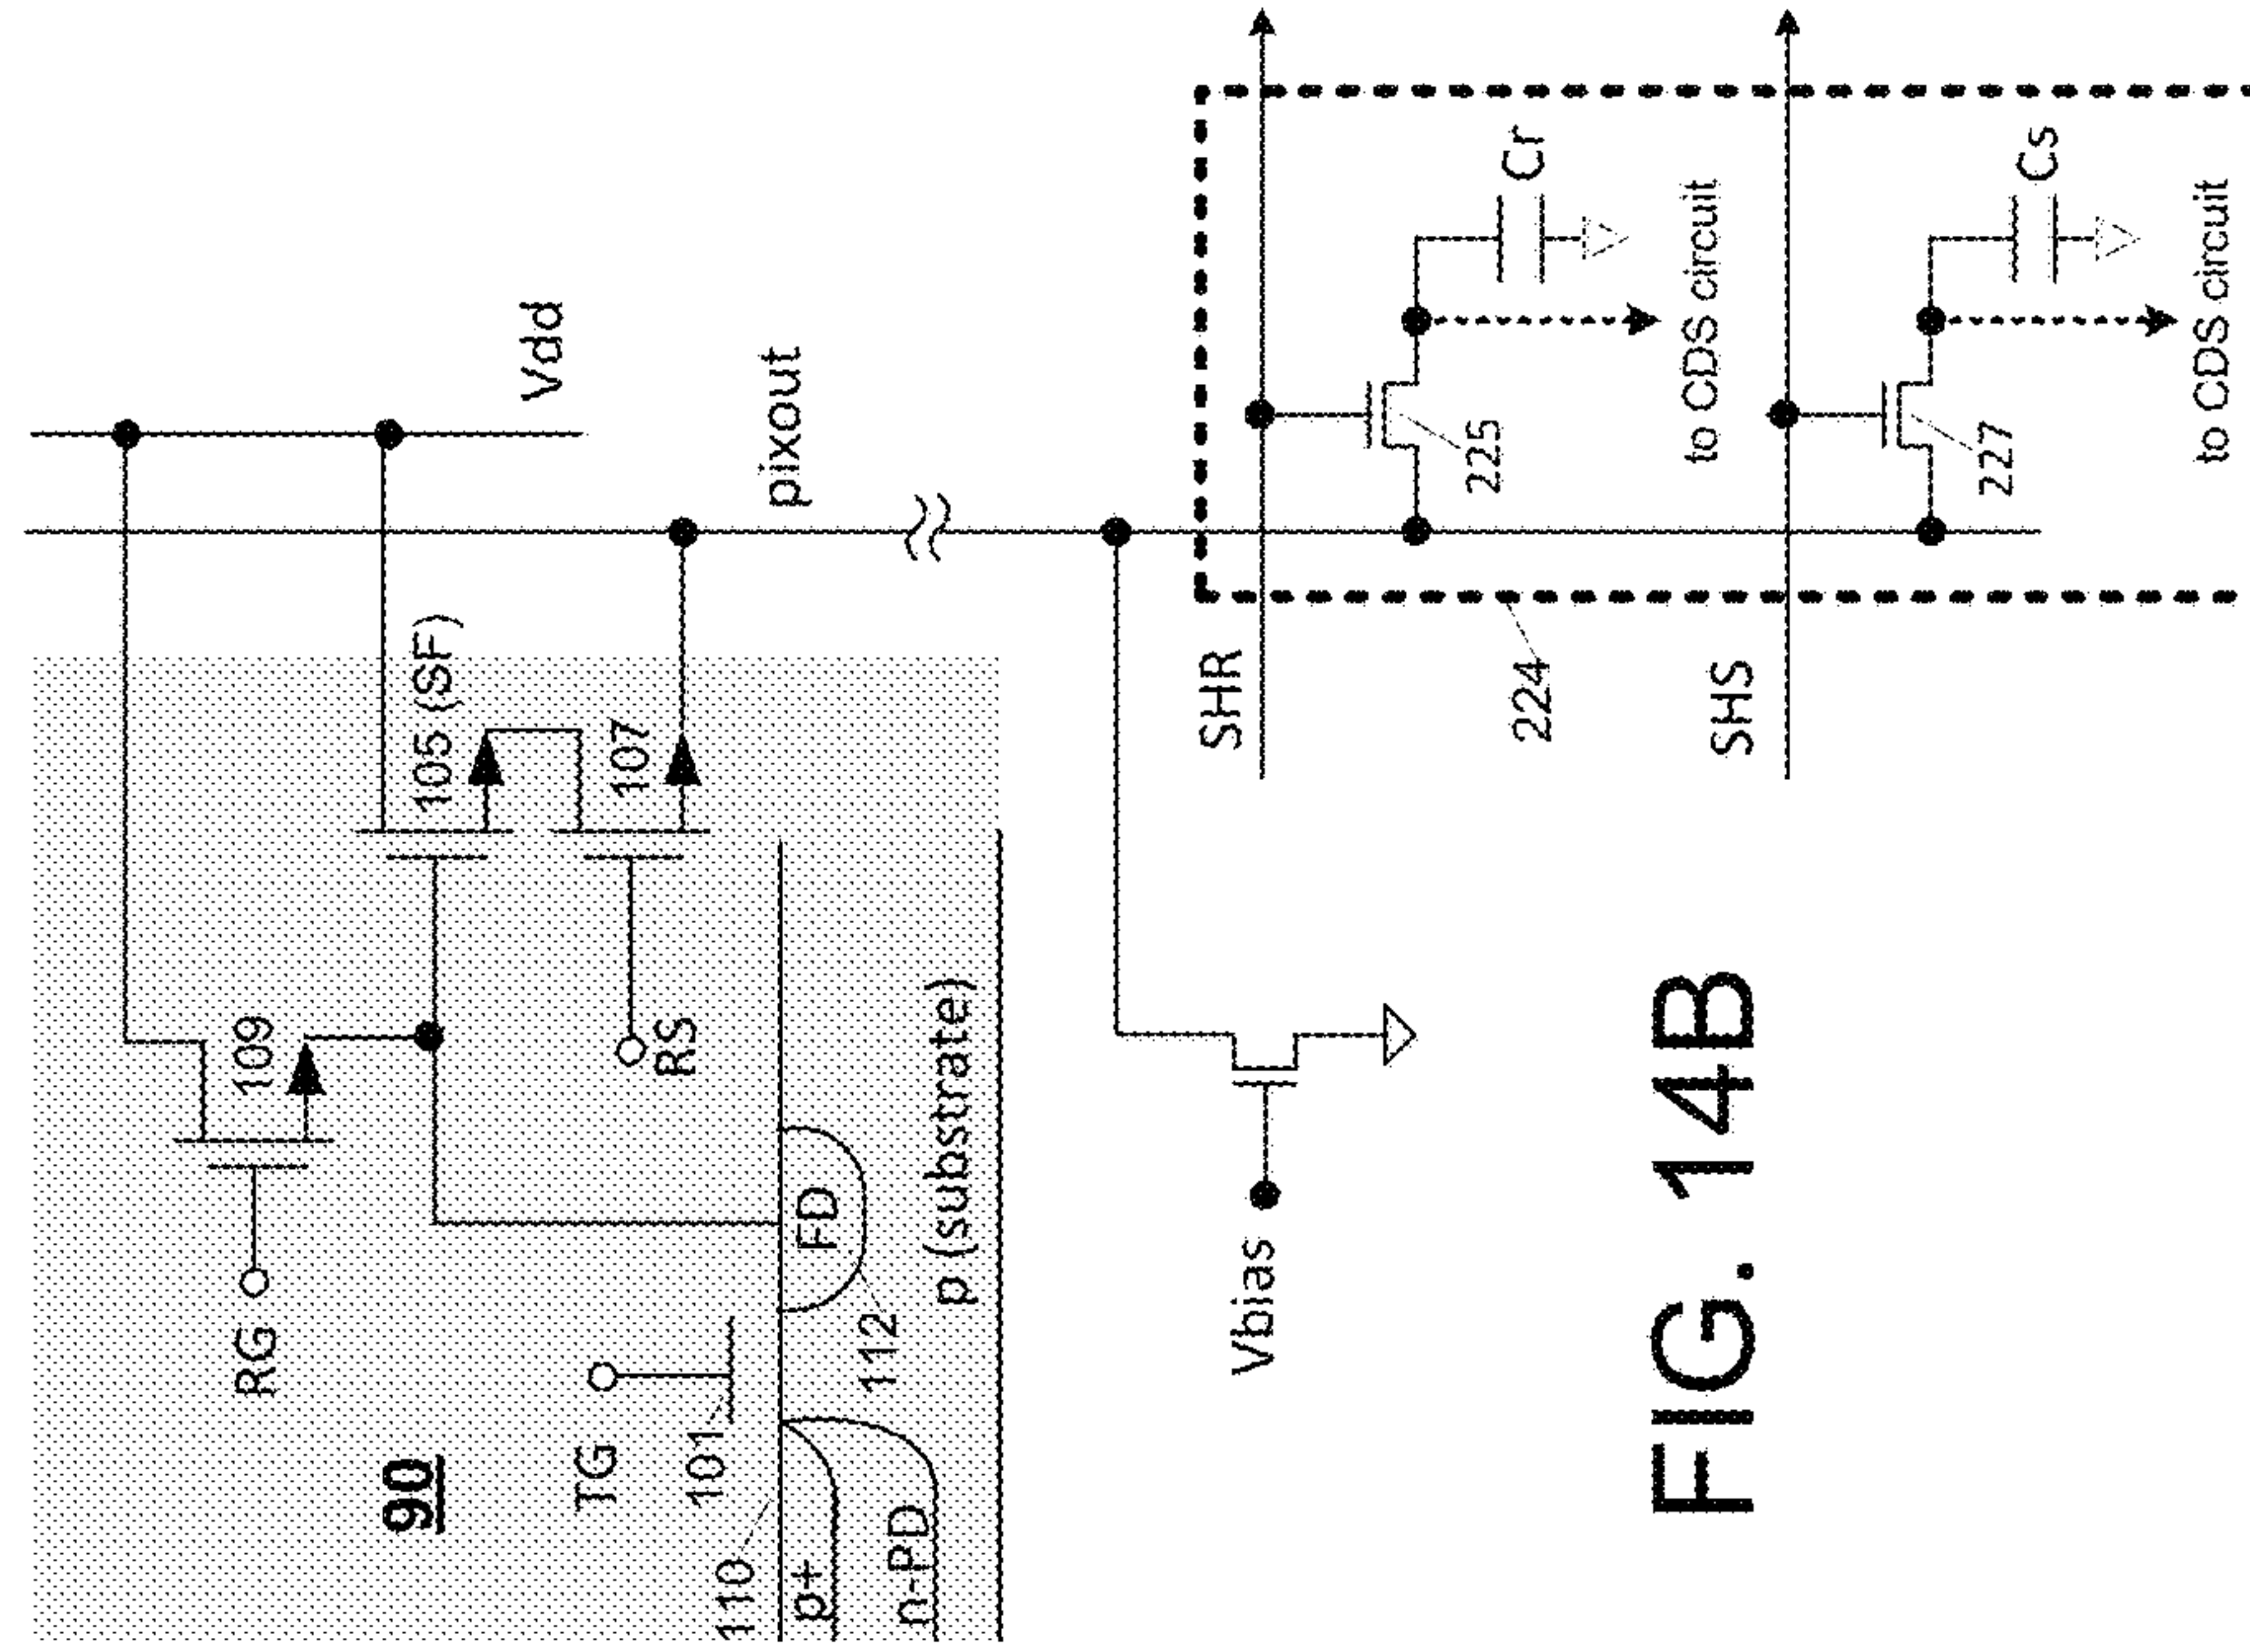 Vdd
pixout
RG
109
105 (SF)
90
TG
101
RS
107
110
p+
n-PD
FD
112
p (substrate)
Vbias
SHR
225
Cr
to CDS circuit
224
SHS
227
Cs
to CDS circuit
FIG. 14B